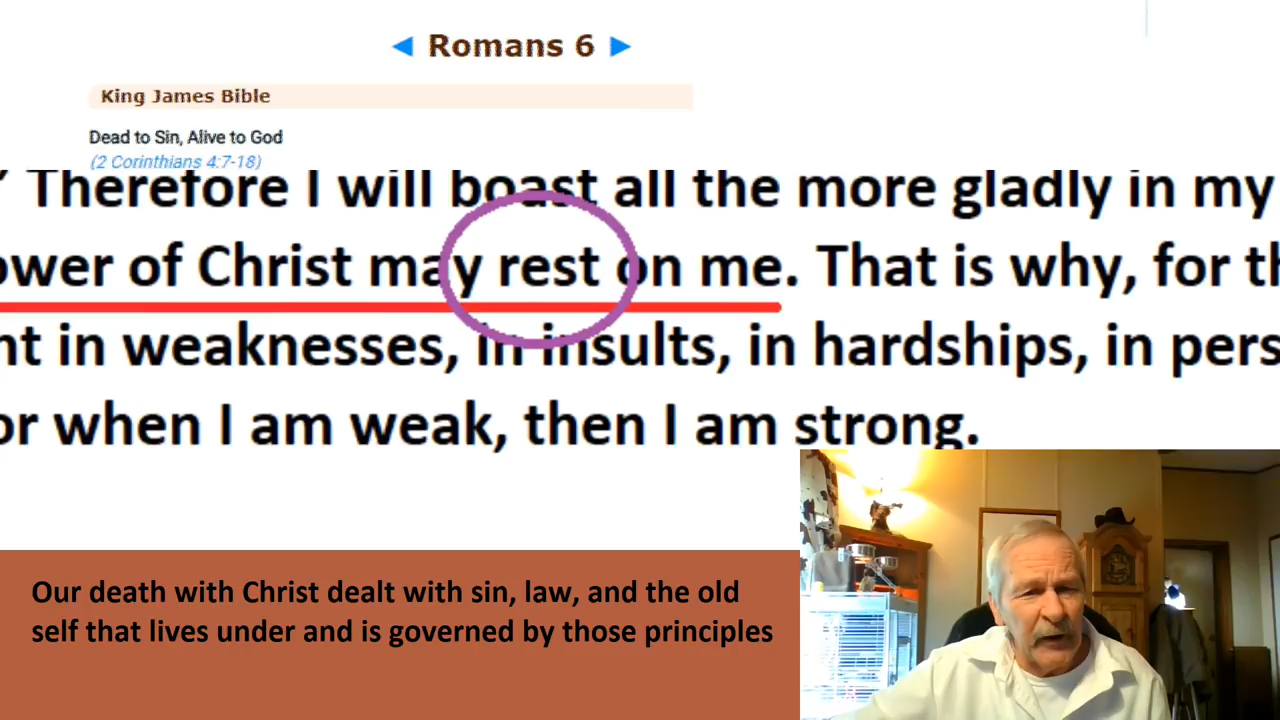 Romans 6
King James Bible
Dead to Sin, Alive to God
(2 Corinthians 4:7-18)
Therefore I will boast all the more gladly in my
ower of Christ may rest on me. That is why, for th
nt in weaknesses, in insults, in hardships, in pers
or when I am weak, then I am strong.
Our death with Christ dealt with sin, law, and the old
self that lives under and is governed by those principles